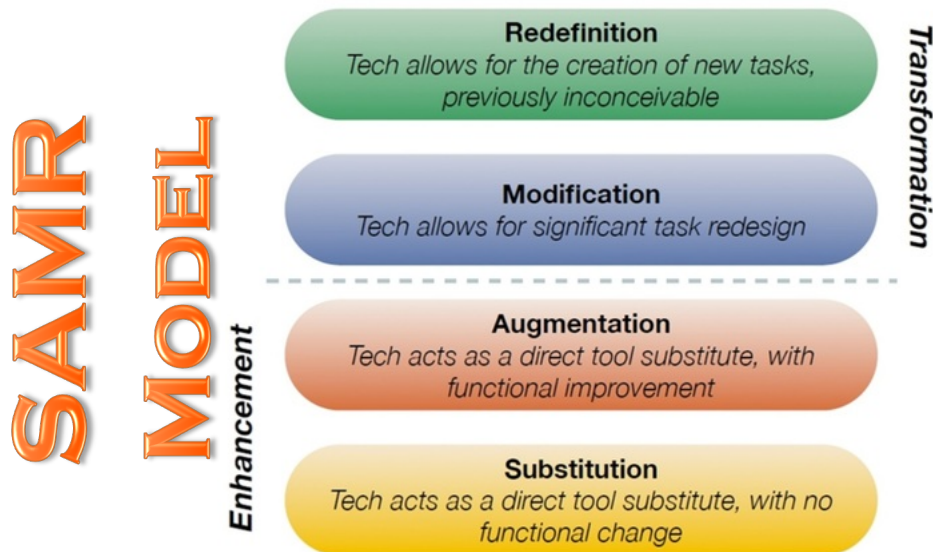 SAMR
MODEL
Redefinition
Tech allows for the creation of new tasks,
previously inconceivable
Modification
Tech allows for significant task redesign
Transformation
Augmentation
Tech acts as a direct tool substitute, with
functional improvement
Substitution
Tech acts as a direct tool substitute, with no
functional change
Enhancement